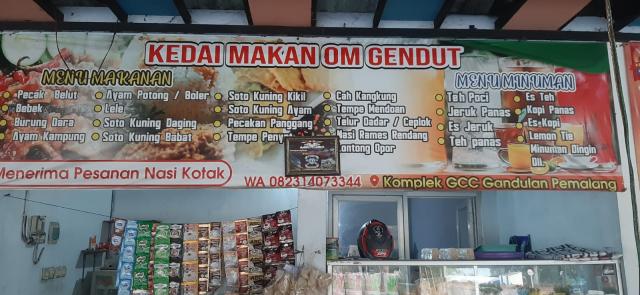 KEDAI MAKAN OM GENDUT
MENU MAKANAN
Pecak Belut
Bebek
Burung Dara
Ayam Kampung
Ayam Potong / Boler
Lele
Soto Kuning Daging
Soto Kuning Babat
Soto Kuning Kikil
Soto Kuning Ayam
Pecakan Panggang
Tempe Penyet
Cah Kangkung
Tempe Mendoan
Telur Dadar / Ceplok
Nasi Rames Rendang
Lontong Opor
MENU MINUMAN
Teh Poci
Jeruk Panas
Es Jeruk
Teh panas
Es Teh
Kopi Panas
Es-Kopi
Lemon Tie
Minuman Dingin
DLL
Menerima Pesanan Nasi Kotak
WA 082314073344
Komplek GCC Gandulan Pemalang